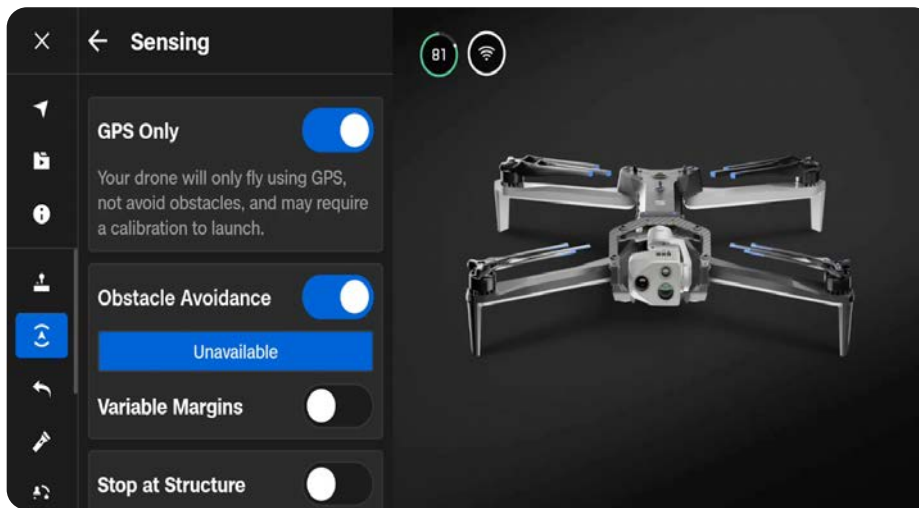 Sensing
81
GPS Only
Your drone will only fly using GPS,
not avoid obstacles, and may require
a calibration to launch.
Obstacle Avoidance
Unavailable
Variable Margins
Stop at Structure